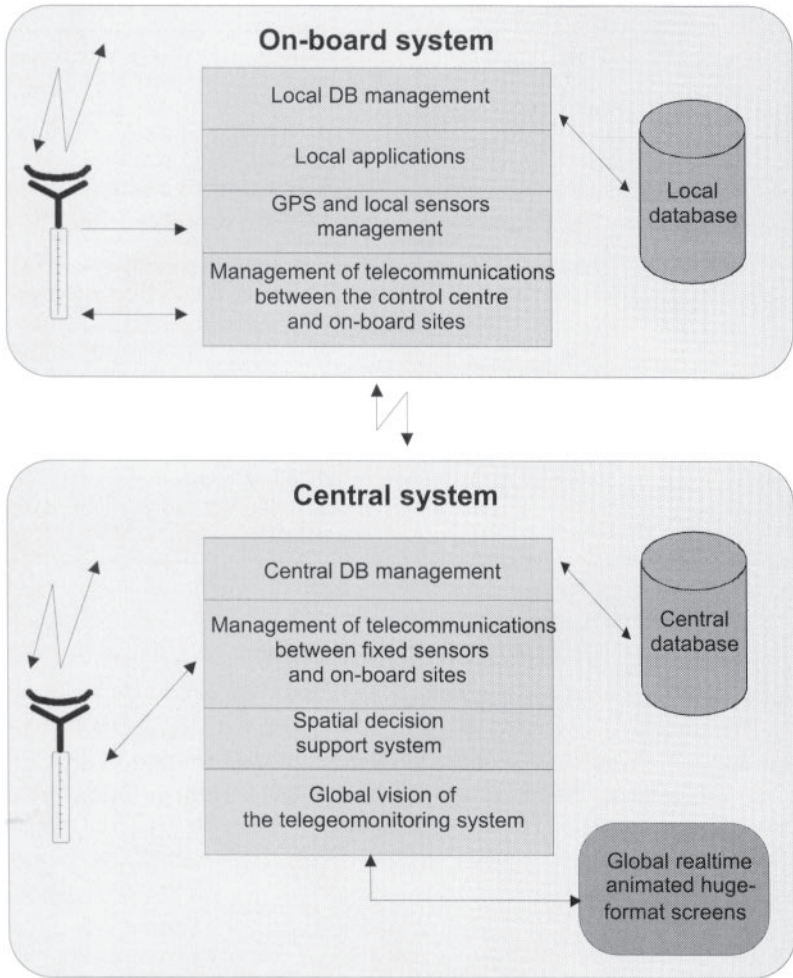 On-board system
Local DB management
Local applications
GPS and local sensors
management
Management of telecommunications
between the control centre
and on-board sites
Local
database
Central system
Central DB management
Management of telecommunications
between fixed sensors
and on-board sites
Spatial decision
support system
Global vision of
the telegeomonitoring system
Central
database
Global realtime
animated huge-
format screens